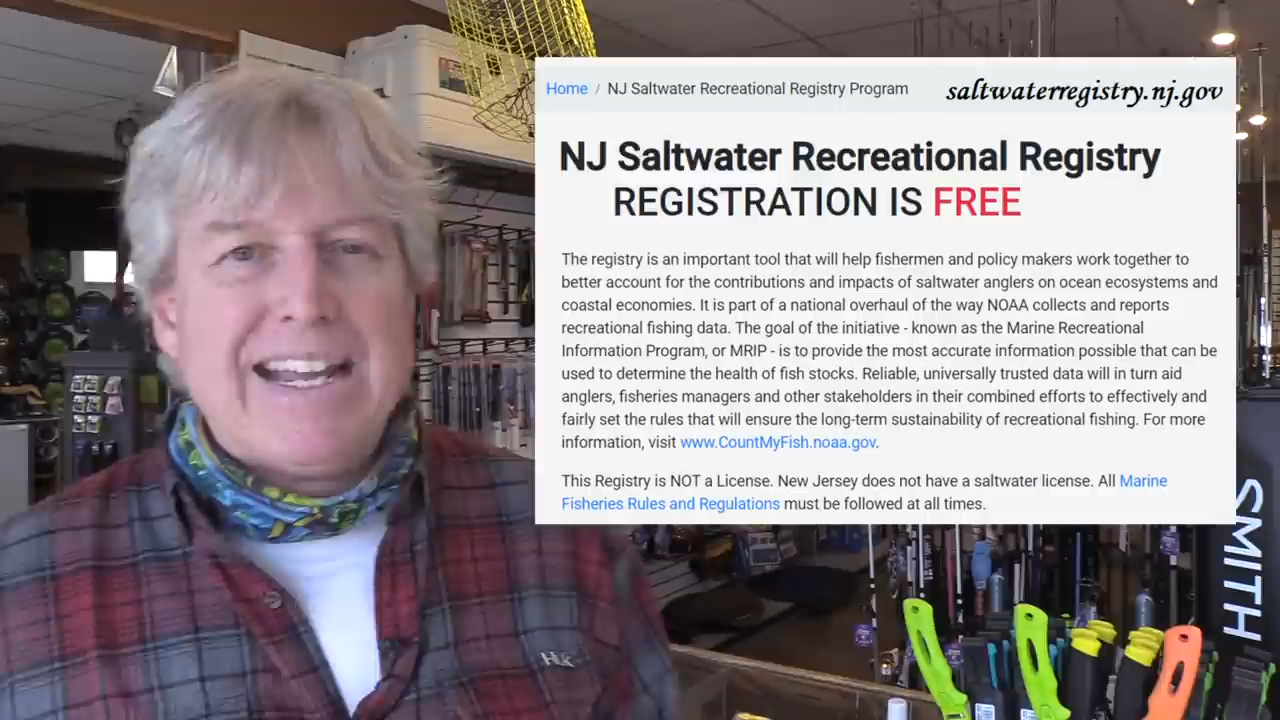 Home / NJ Saltwater Recreational Registry Program
saltwaterregistry.nj.gov
NJ Saltwater Recreational Registry
REGISTRATION IS FREE
The registry is an important tool that will help fishermen and policy makers work together to
better account for the contributions and impacts of saltwater anglers on ocean ecosystems and
coastal economies. It is part of a national overhaul of the way NOAA collects and reports
recreational fishing data. The goal of the initiative - known as the Marine Recreational
Information Program, or MRIP - is to provide the most accurate information possible that can be
used to determine the health of fish stocks. Reliable, universally trusted data will in turn aid
anglers, fisheries managers and other stakeholders in their combined efforts to effectively and
fairly set the rules that will ensure the long-term sustainability of recreational fishing. For more
information, visit www.CountMyFish.noaa.gov.
This Registry is NOT a License. New Jersey does not have a saltwater license. All Marine
Fisheries Rules and Regulations must be followed at all times.
SMITH
HUK